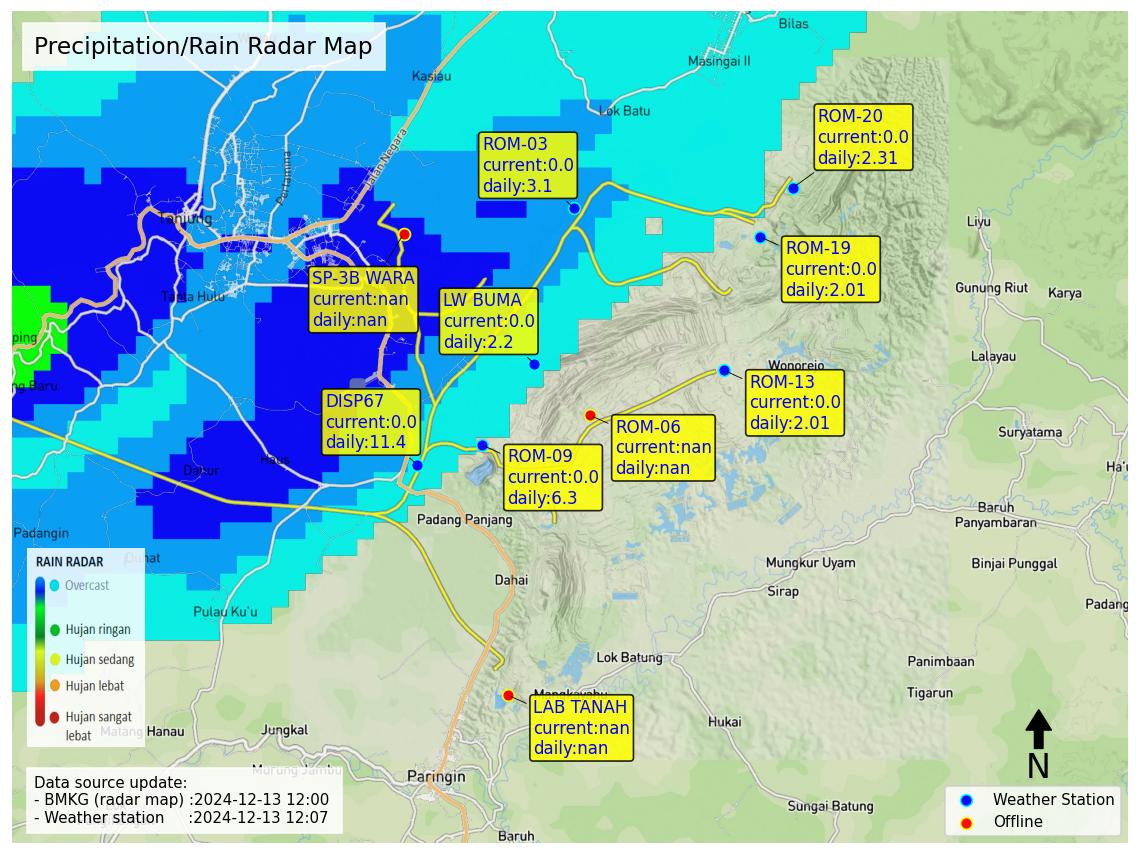 Precipitation/Rain Radar Map
Bilas
Masingai II
Kasiau
Lok Batu
Jalan Negara
Pertamina
Tanjung
Tanta Hulu
ROM-20
current:0.0
daily:2.31
ROM-03
current:0.0
daily:3.1
ROM-19
current:0.0
daily:2.01
SP-3B WARA
current:nan
daily:nan
LW BUMA
current:0.0
daily:2.2
Liyu
Gunung Riut
Karya
Lalayau
ping
ng Baru
Wonorejo
ROM-13
current:0.0
daily:2.01
DISP67
current:0.0
daily:11.4
ROM-06
current:nan
daily:nan
ROM-09
current:0.0
daily:6.3
Suryatama
Ha'u
Dahur
Haus
Padangin
Padang Panjang
Baruh
Panyambaran
Binjai Punggal
Mungkur Uyam
Sirap
Padang
Dahai
Pulau Ku'u
RAIN RADAR
Overcast
Hujan ringan
Hujan sedang
Hujan lebat
Hujan sangat
lebat
Lok Batung
Panimbaan
Tigarun
Mangkayahu
LAB TANAH
current:nan
daily:nan
Hukai
Matang Hanau
Jungkal
Murung Jambu
Paringin
Sungai Batung
Baruh
Data source update:
- BMKG (radar map) :2024-12-13 12:00
- Weather station :2024-12-13 12:07
N
Weather Station
Offline